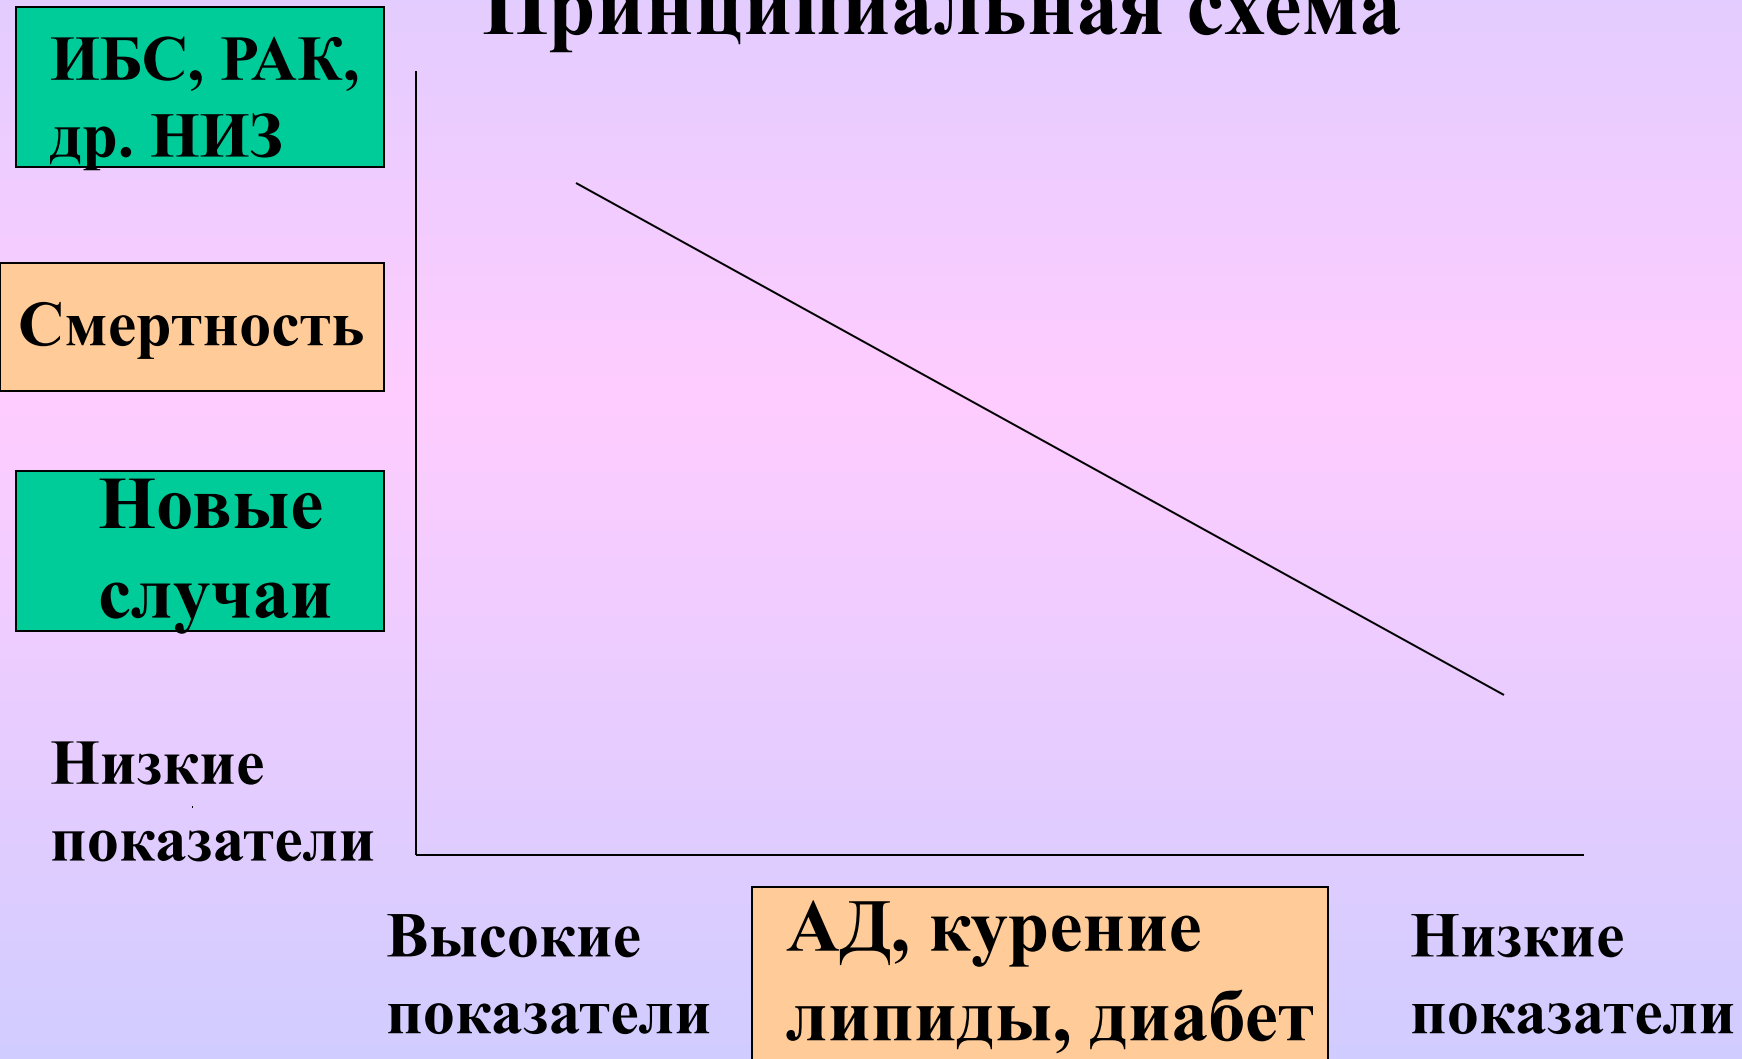 Принципиальная схема
ИБС, РАК,
др. НИЗ
Смертность
Новые
случаи
Низкие
показатели
Высокие
показатели
АД, курение
липиды, диабет
Низкие
показатели